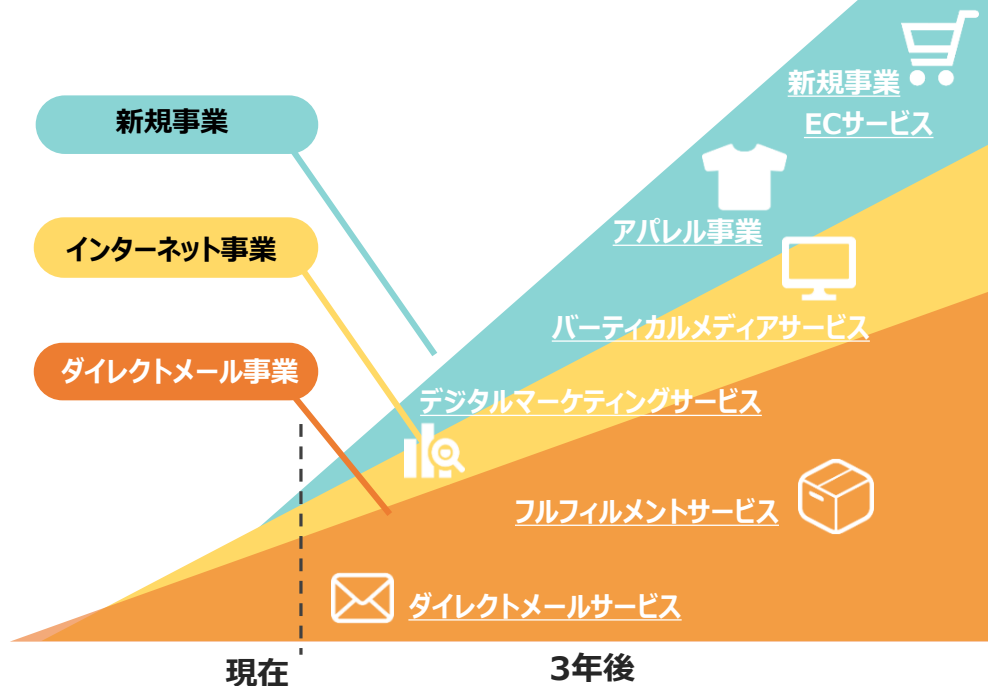 新規事業
ECサービス
新規事業
アパレル事業
インターネット事業
バーティカルメディアサービス
ダイレクトメール事業
デジタルマーケティングサービス
フルフィルメントサービス
ダイレクトメールサービス
現在
3年後